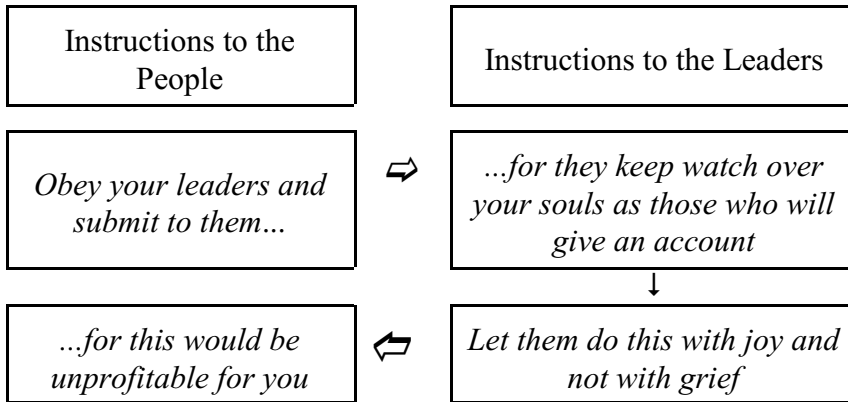 Instructions to the
People
Instructions to the Leaders
Obey your leaders and
submit to them...
...for they keep watch over
your souls as those who will
give an account
Let them do this with joy and
not with grief
...for this would be
unprofitable for you